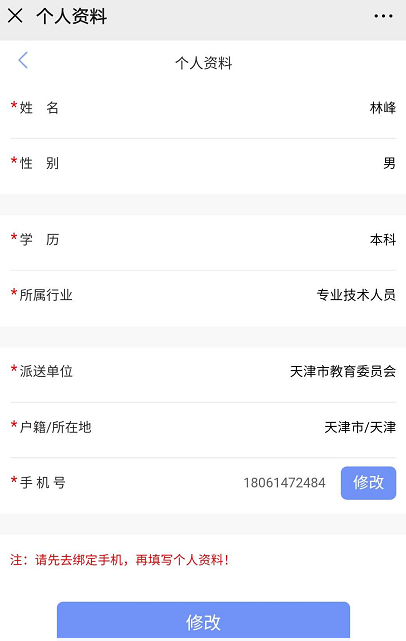 个人资料
个人资料
*姓 名 林峰
*性 别 男
*学 历 本科
*所属行业 专业技术人员
*派送单位 天津市教育委员会
*户籍/所在地 天津市/天津
*手 机 号 18061472484 修改
注：请先去绑定手机，再填写个人资料！
修改